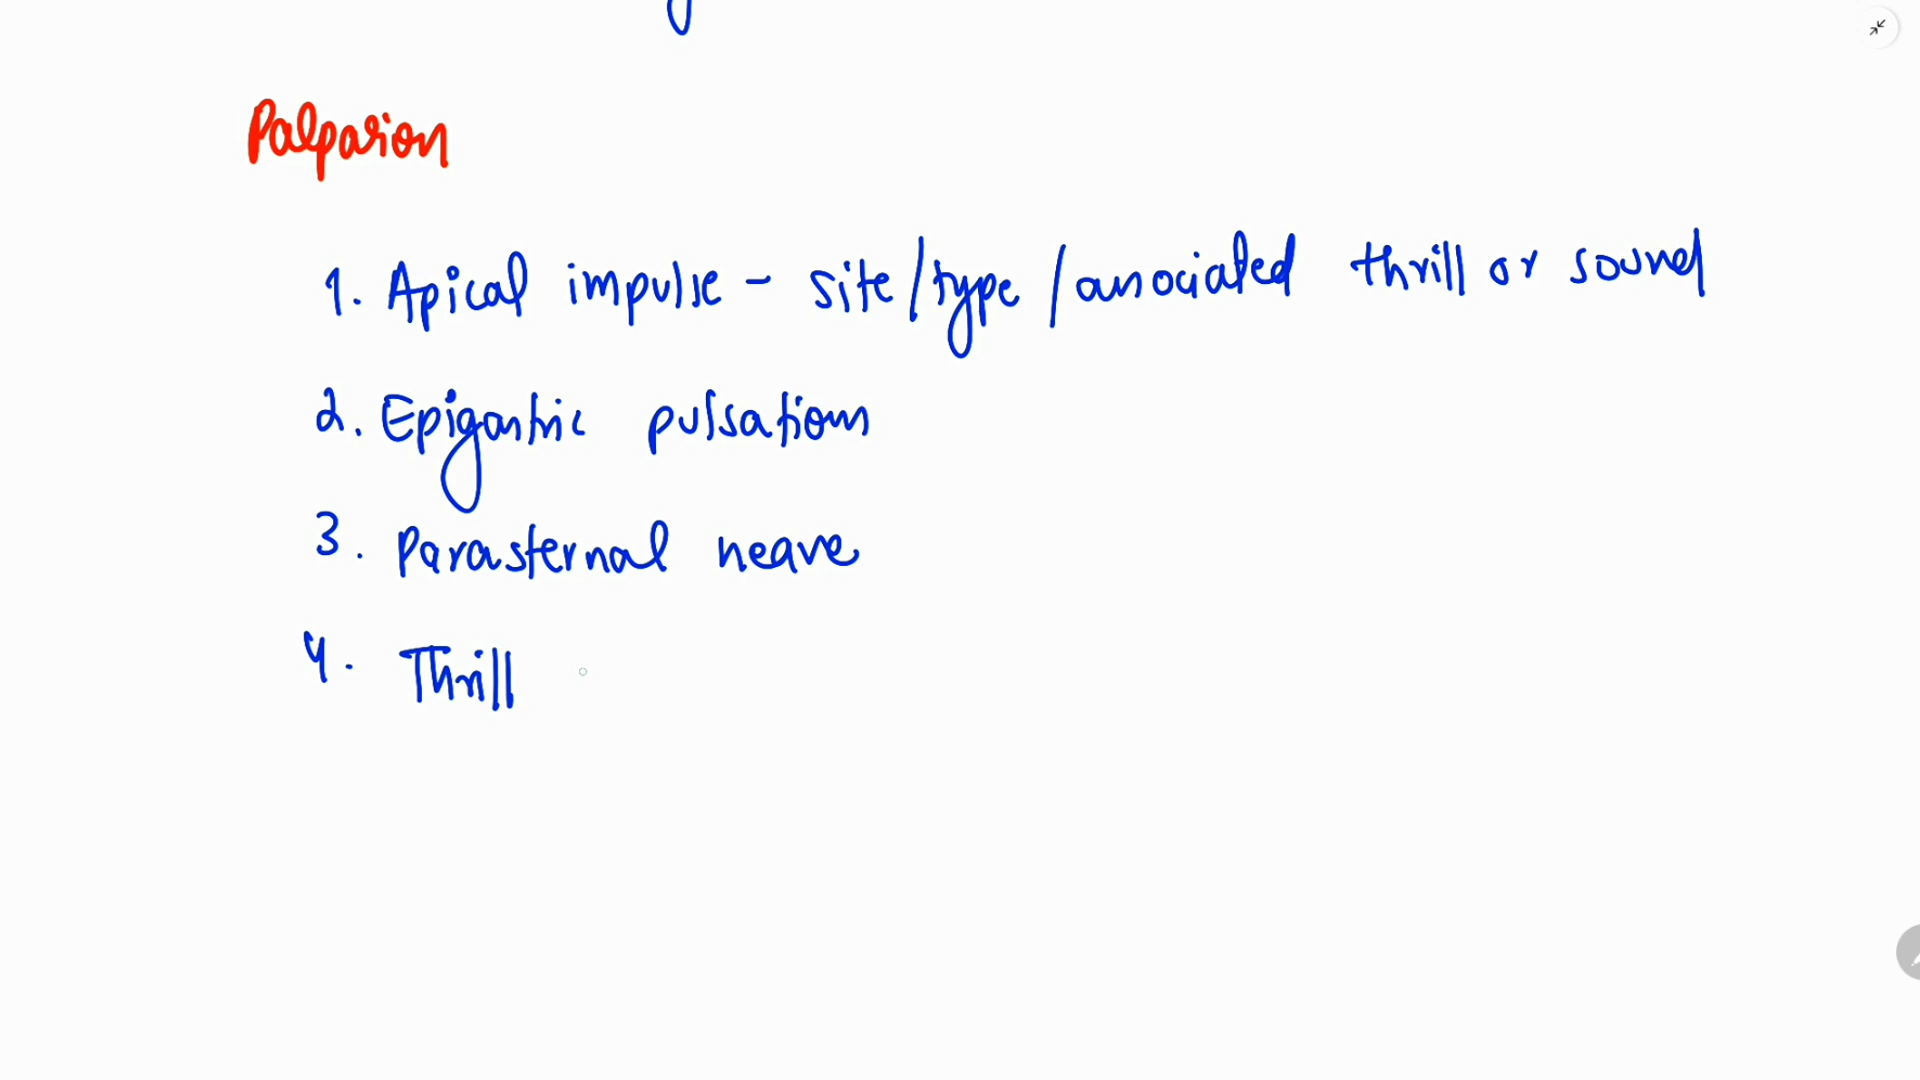 Palpation
1. Apical impulse - site/type/associated thrill or sound
2. Epigastric pulsations
3. Parasternal heave
4. Thrill